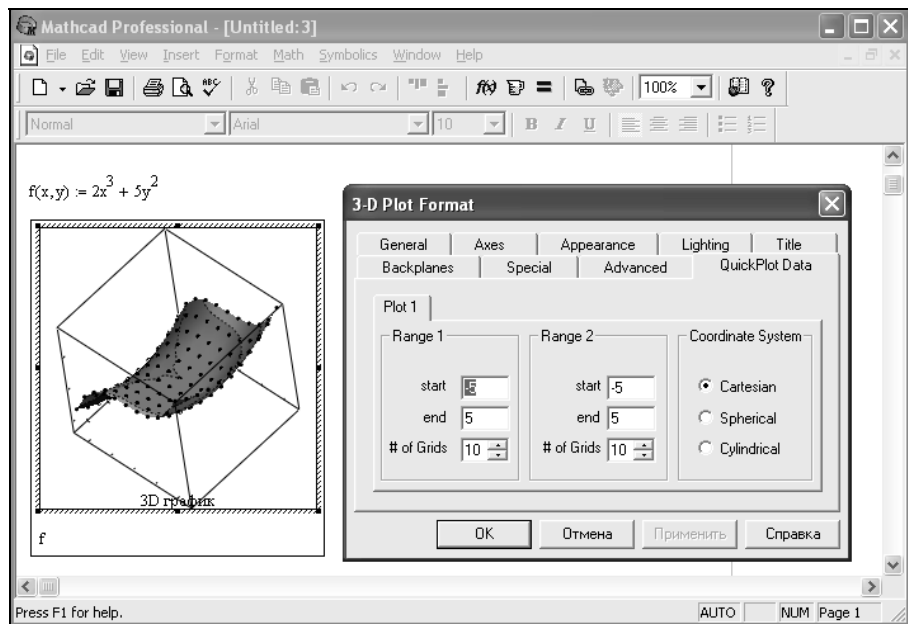 Mathcad Professional - [Untitled:3]
File Edit View Insert Format Math Symbolics Window Help
100%
Normal Arial 10 B I U
f(x,y) := 2x^3 + 5y^2
3D график
f
3-D Plot Format
General Axes Appearance Lighting Title
Backplanes Special Advanced QuickPlot Data
Plot 1
Range 1 Range 2 Coordinate System
start -5 start -5 Cartesian
end 5 end 5 Spherical
# of Grids 10 # of Grids 10 Cylindrical
OK Отмена Применить Справка
Press F1 for help. AUTO NUM Page 1